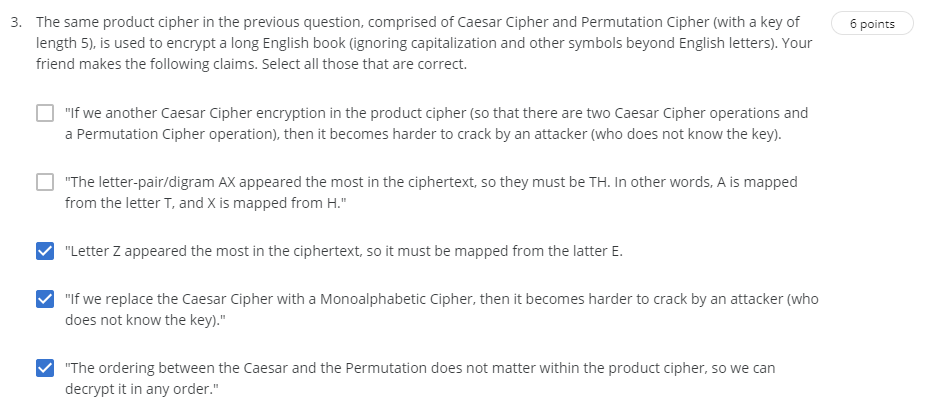 3. The same product cipher in the previous question, comprised of Caesar Cipher and Permutation Cipher (with a key of
6 points
length 5), is used to encrypt a long English book (ignoring capitalization and other symbols beyond English letters). Your
friend makes the following claims. Select all those that are correct.
"If we another Caesar Cipher encryption in the product cipher (so that there are two Caesar Cipher operations and
a Permutation Cipher operation), then it becomes harder to crack by an attacker (who does not know the key).
"The letter-pair/digram AX appeared the most in the ciphertext, so they must be TH. In other words, A is mapped
from the letter T, and X is mapped from H."
"Letter Z appeared the most in the ciphertext, so it must be mapped from the latter E.
"If we replace the Caesar Cipher with a Monoalphabetic Cipher, then it becomes harder to crack by an attacker (who
does not know the key)."
"The ordering between the Caesar and the Permutation does not matter within the product cipher, so we can
decrypt it in any order."